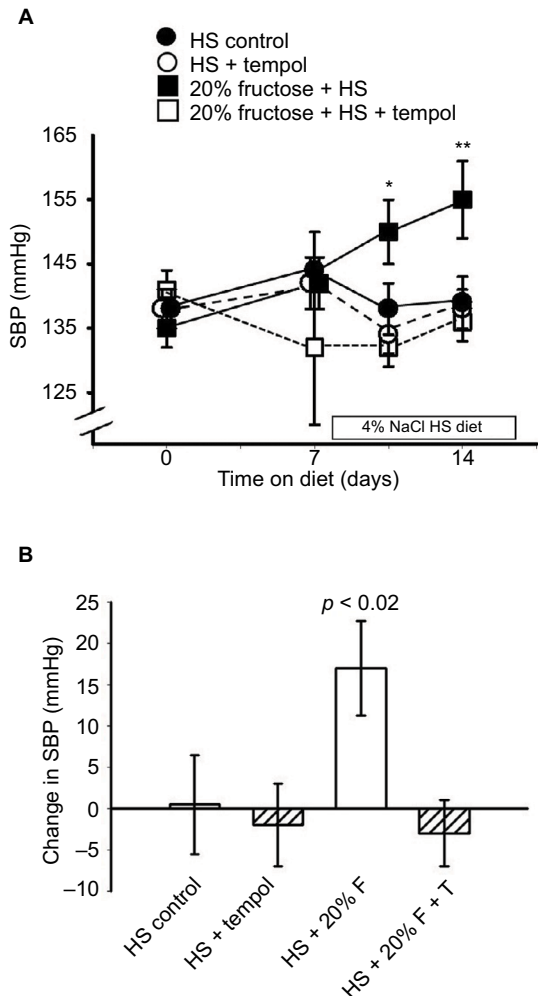 A
HS control
HS + tempol
20% fructose + HS
20% fructose + HS + tempol
165
155
145
135
125
SBP (mmHg)
*
**
4% NaCl HS diet
0
7
14
Time on diet (days)
B
25
20
15
10
5
0
–5
–10
Change in SBP (mmHg)
p < 0.02
HS control
HS + tempol
HS + 20% F
HS + 20% F + T